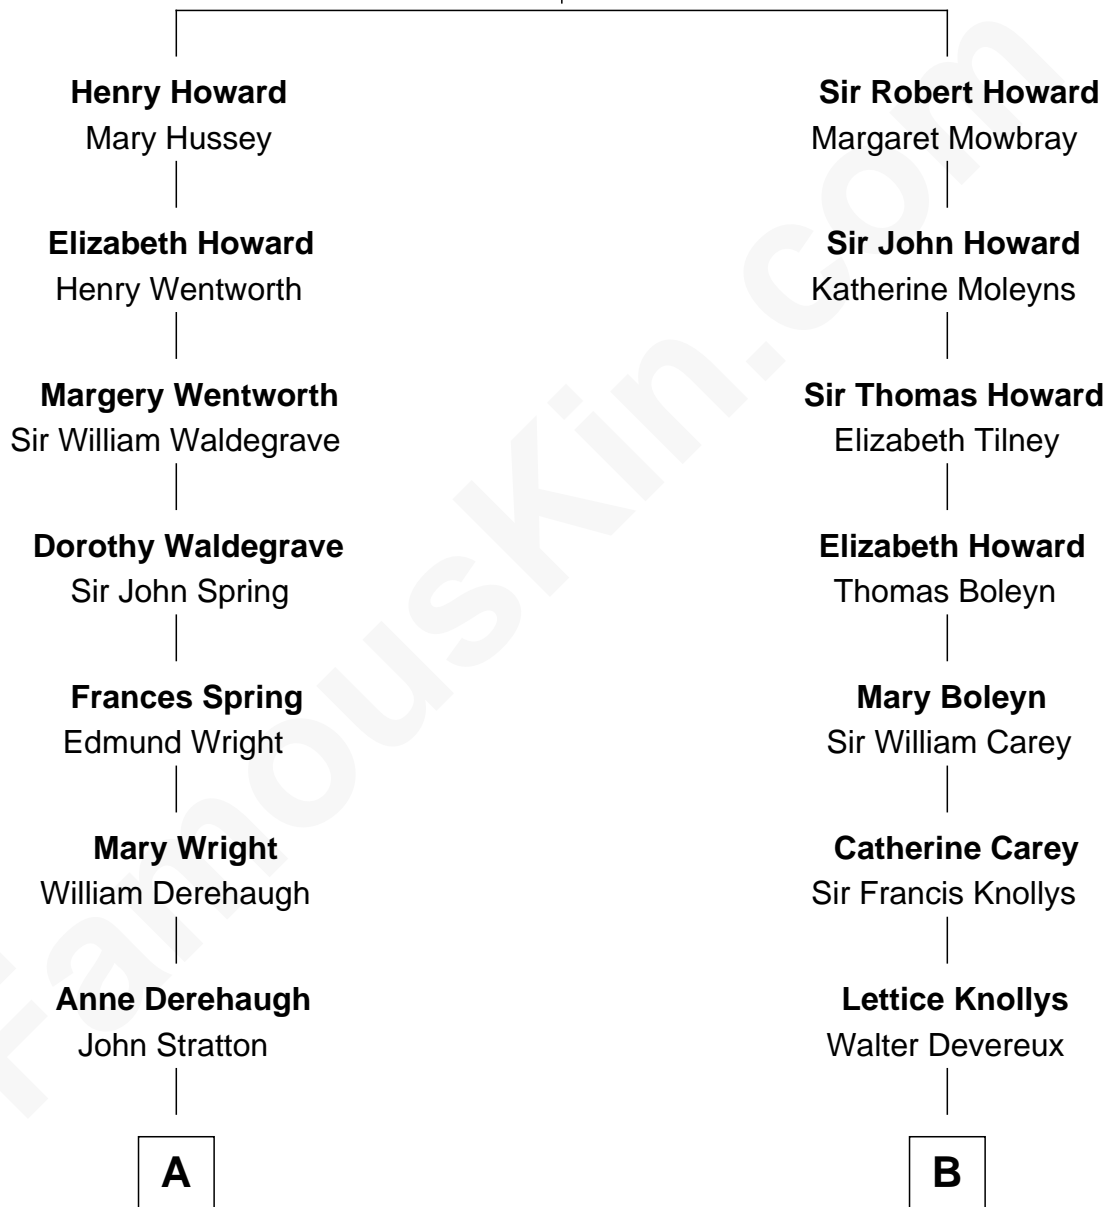 Henry Howard
Mary Hussey
Sir Robert Howard
Margaret Mowbray
Elizabeth Howard
Henry Wentworth
Sir John Howard
Katherine Moleyns
Margery Wentworth
Sir William Waldegrave
Sir Thomas Howard
Elizabeth Tilney
Dorothy Waldegrave
Sir John Spring
Elizabeth Howard
Thomas Boleyn
Frances Spring
Edmund Wright
Mary Boleyn
Sir William Carey
Mary Wright
William Derehaugh
Catherine Carey
Sir Francis Knollys
Anne Derehaugh
John Stratton
Lettice Knollys
Walter Devereux
A
B
FamousKin.com